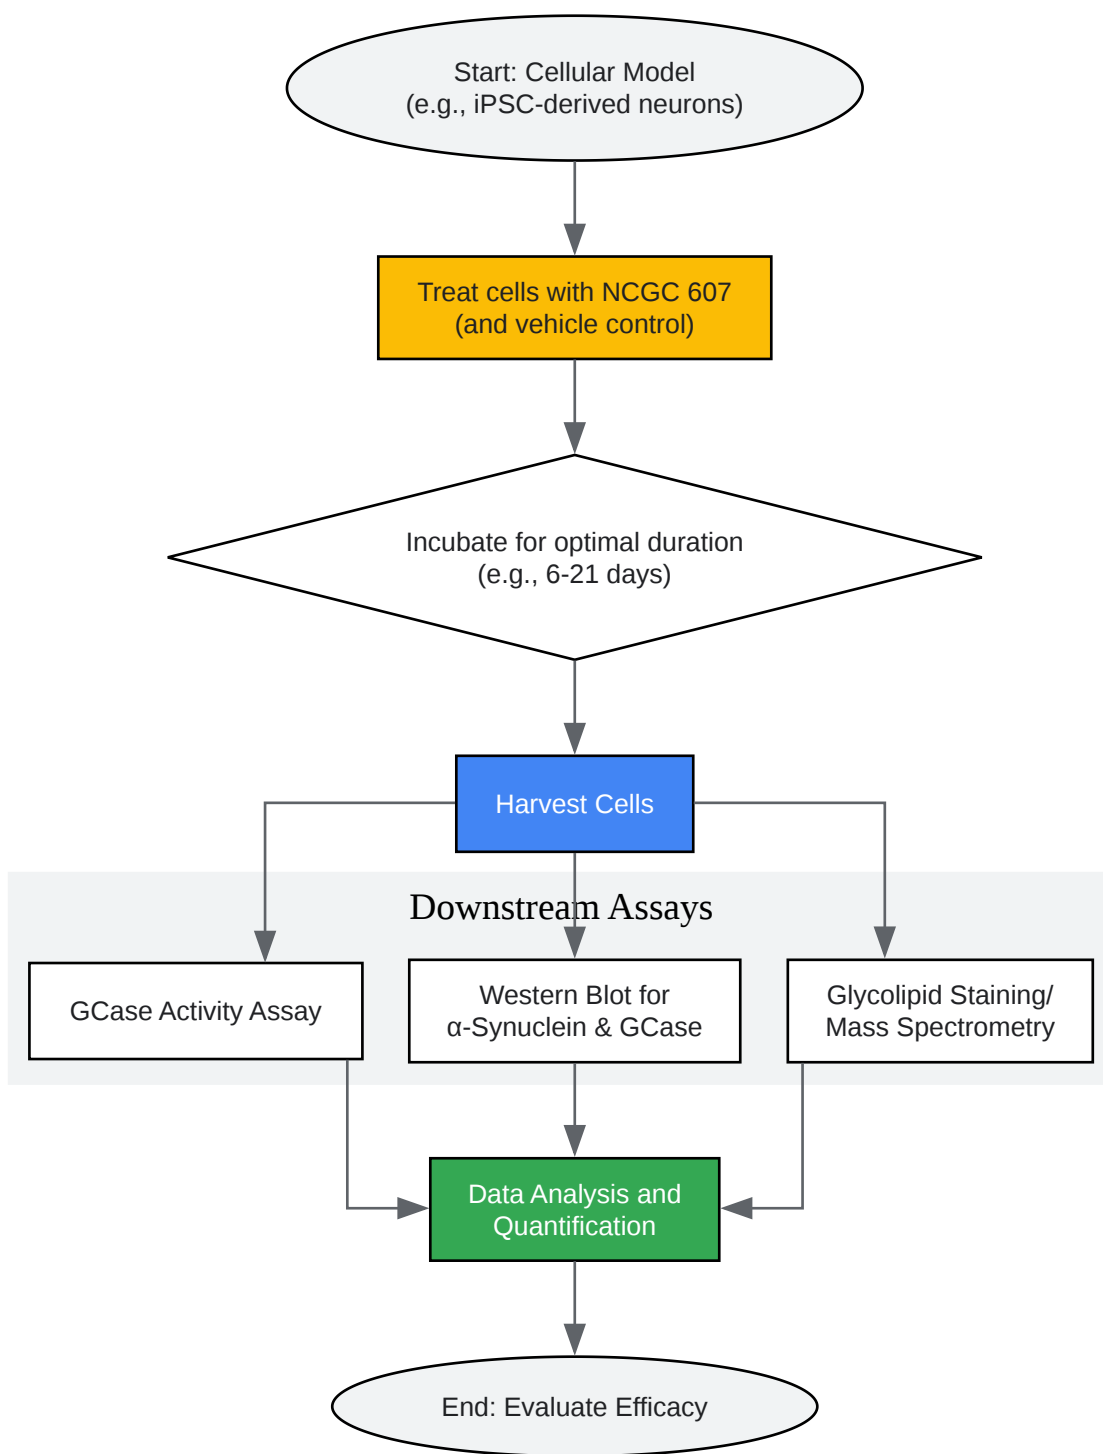 Start: Cellular Model
(e.g., iPSC-derived neurons)
Treat cells with NCGC 607
(and vehicle control)
Incubate for optimal duration
(e.g., 6-21 days)
Harvest Cells
Downstream Assays
GCase Activity Assay
Western Blot for
α-Synuclein & GCase
Glycolipid Staining/
Mass Spectrometry
Data Analysis and
Quantification
End: Evaluate Efficacy